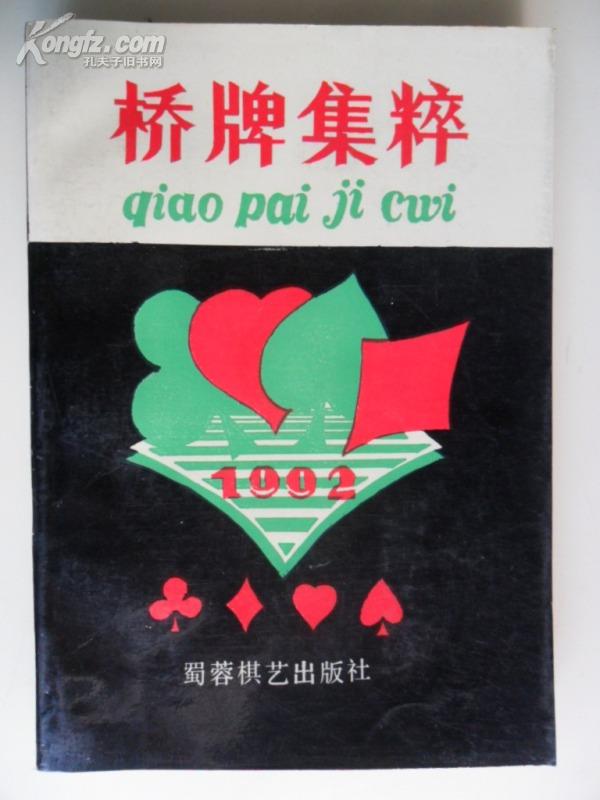 Kongfz.com
孔夫子旧书网
桥牌集粹
qiao pai ji cui
1992
蜀蓉棋艺出版社